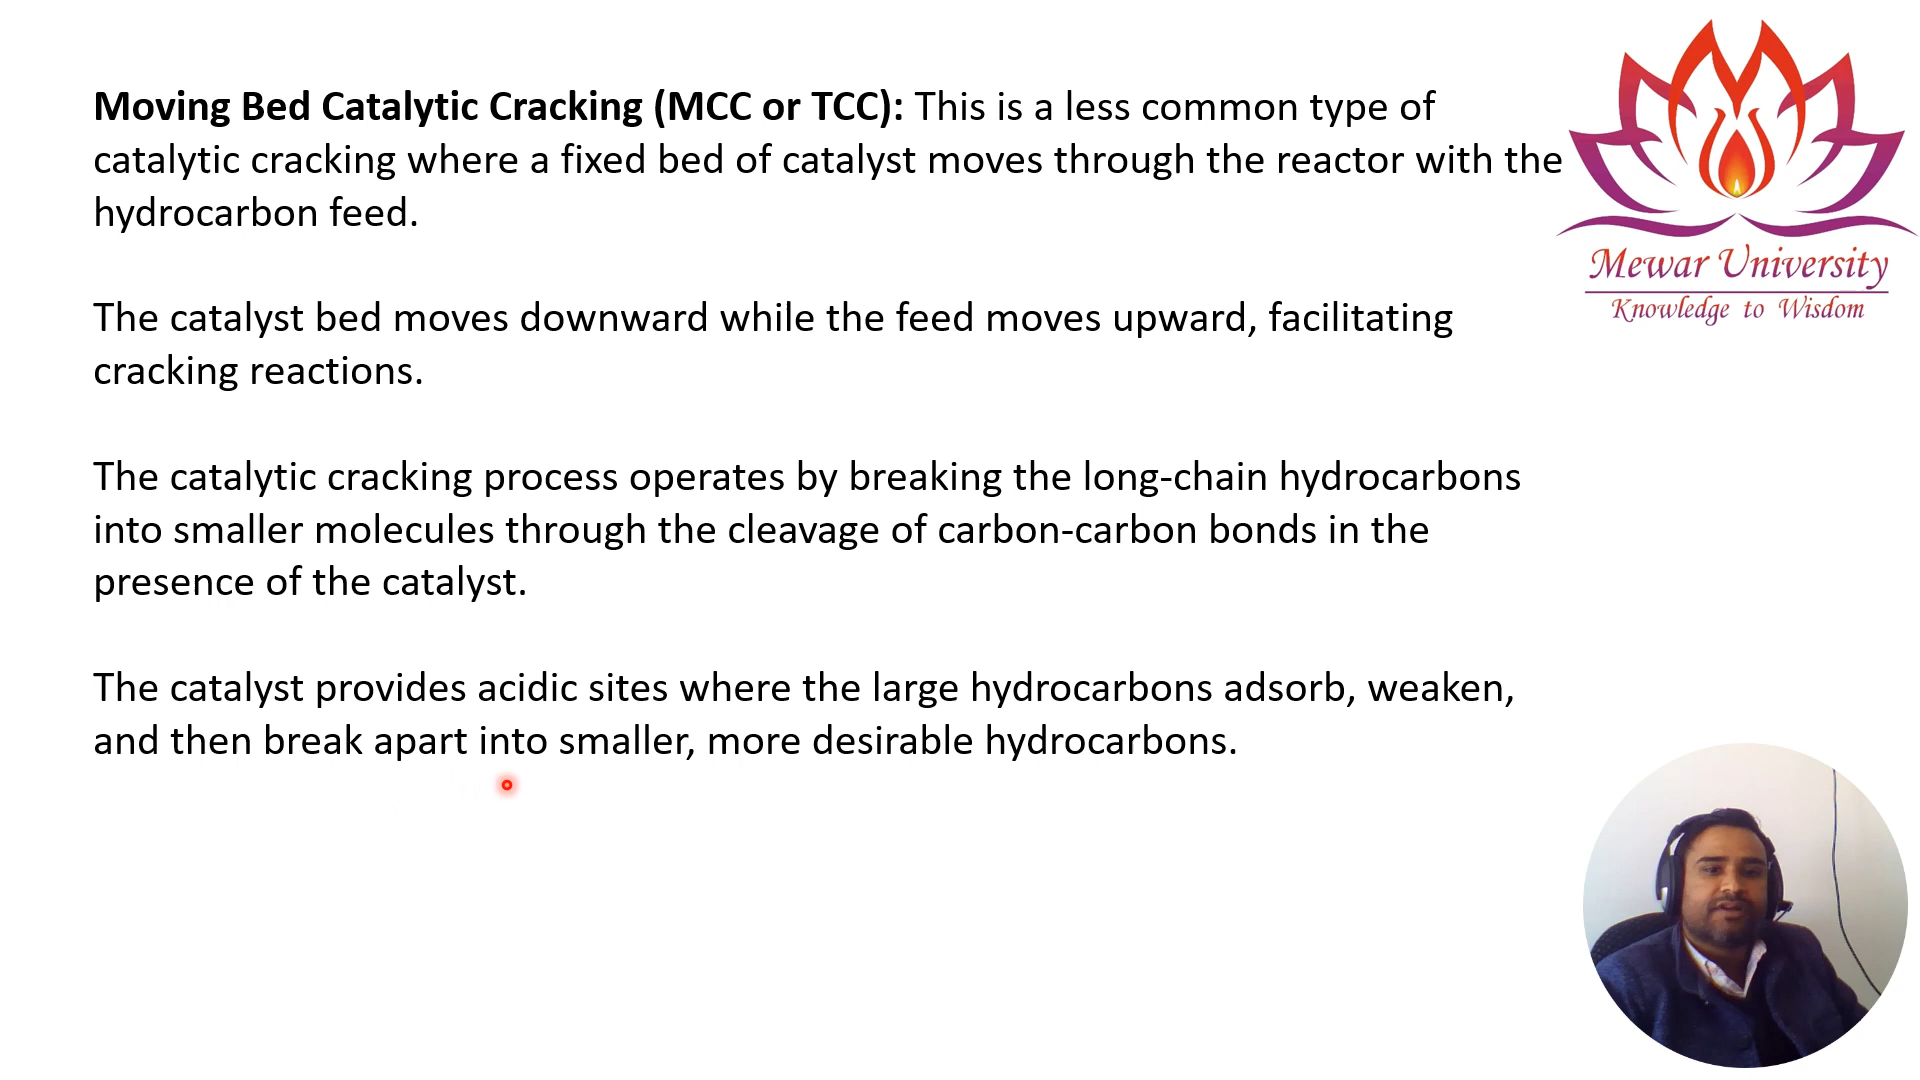 Moving Bed Catalytic Cracking (MCC or TCC): This is a less common type of
catalytic cracking where a fixed bed of catalyst moves through the reactor with the
hydrocarbon feed.
The catalyst bed moves downward while the feed moves upward, facilitating
cracking reactions.
The catalytic cracking process operates by breaking the long-chain hydrocarbons
into smaller molecules through the cleavage of carbon-carbon bonds in the
presence of the catalyst.
The catalyst provides acidic sites where the large hydrocarbons adsorb, weaken,
and then break apart into smaller, more desirable hydrocarbons.
Mewar University
Knowledge to Wisdom